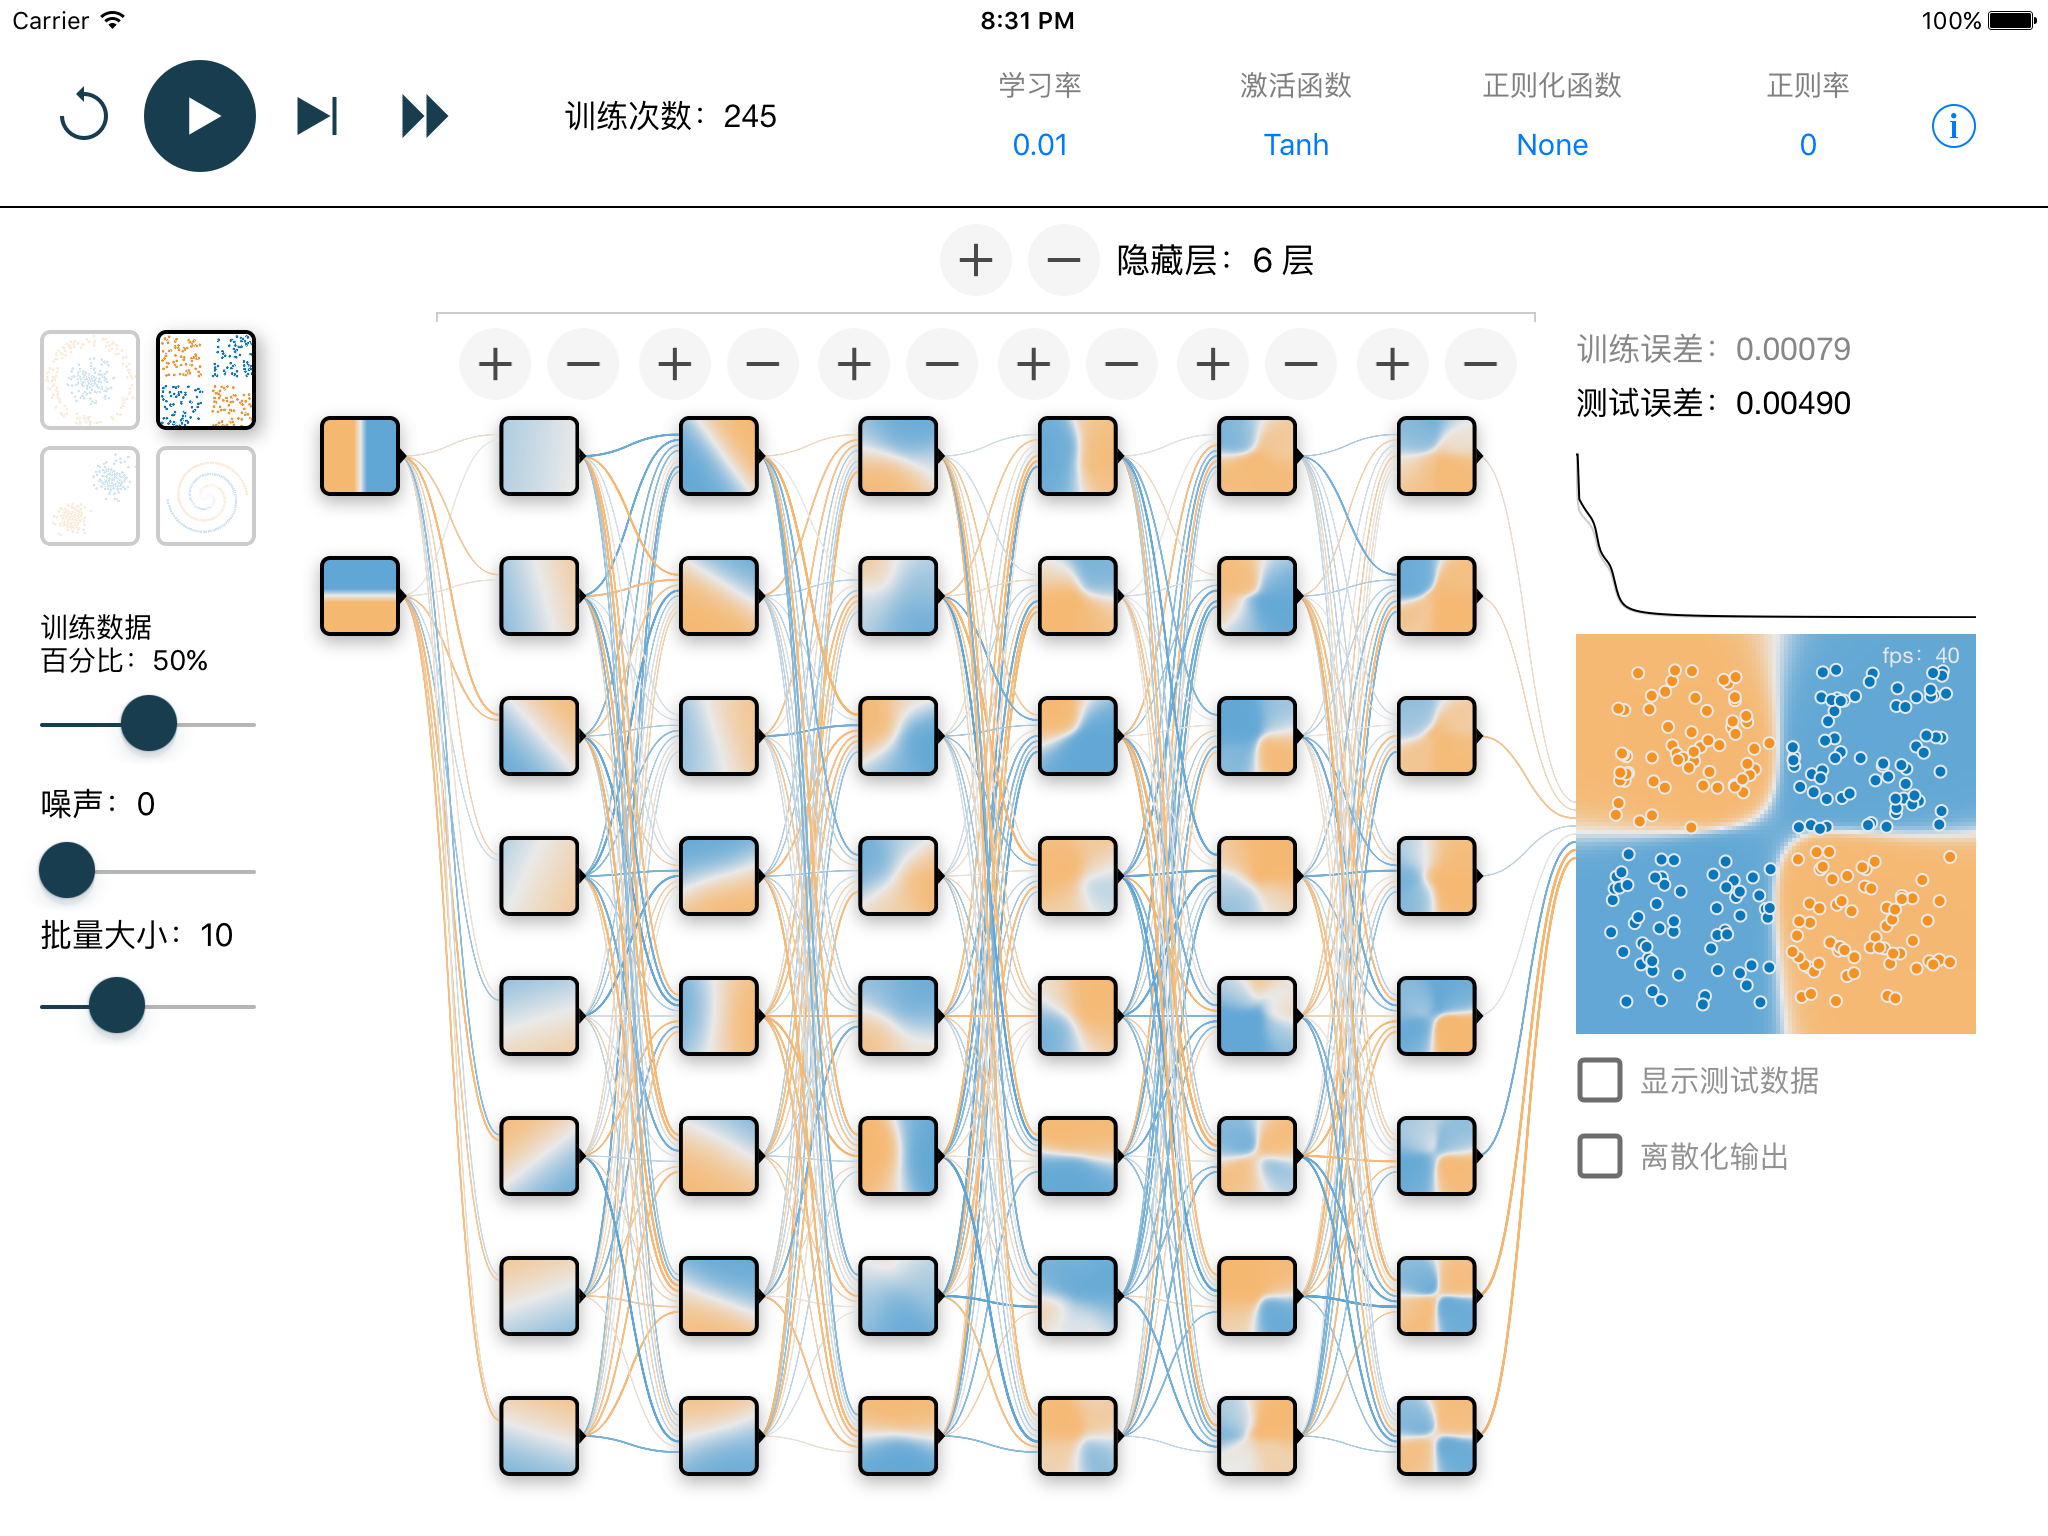 Carrier
8:31 PM
100%
训练次数：245
学习率
激活函数
正则化函数
正则率
0.01
Tanh
None
0
i
隐藏层：6 层
训练误差：0.00079
测试误差：0.00490
fps：40
训练数据
百分比：50%
噪声：0
批量大小：10
显示测试数据
离散化输出